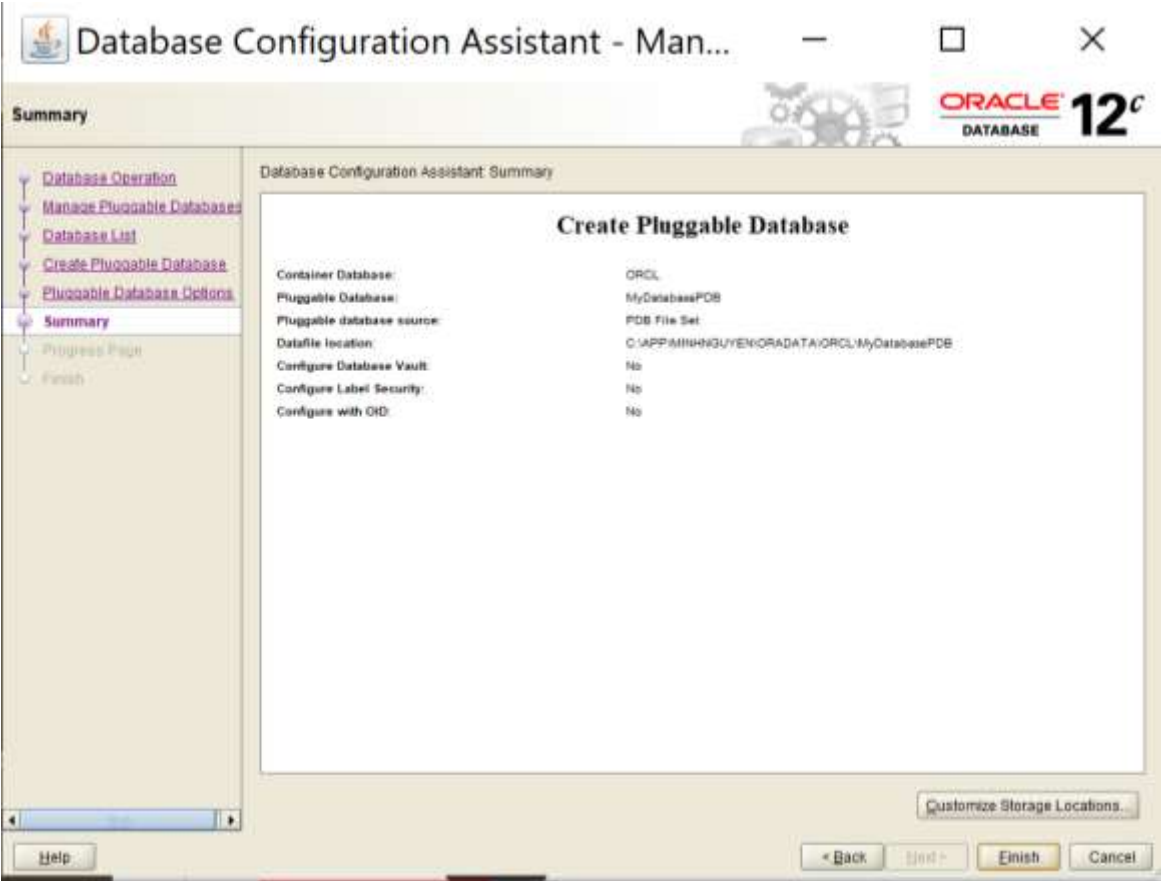 Database Configuration Assistant - Man...
Summary
ORACLE
DATABASE
12c
Database Operation
Manage Pluggable Databases
Database List
Create Pluggable Database
Pluggable Database Options
Summary
Progress Page
Finish
Database Configuration Assistant: Summary
Create Pluggable Database
Container Database: ORCL
Pluggable Database: MyDatabasePDB
Pluggable database source: PDB File Set
Datafile location: C:\APP\MINHNGUYEN\ORADATA\ORCL\MyDatabasePDB
Configure Database Vault: No
Configure Label Security: No
Configure with OID: No
Customize Storage Locations...
Help
< Back
Next >
Finish
Cancel